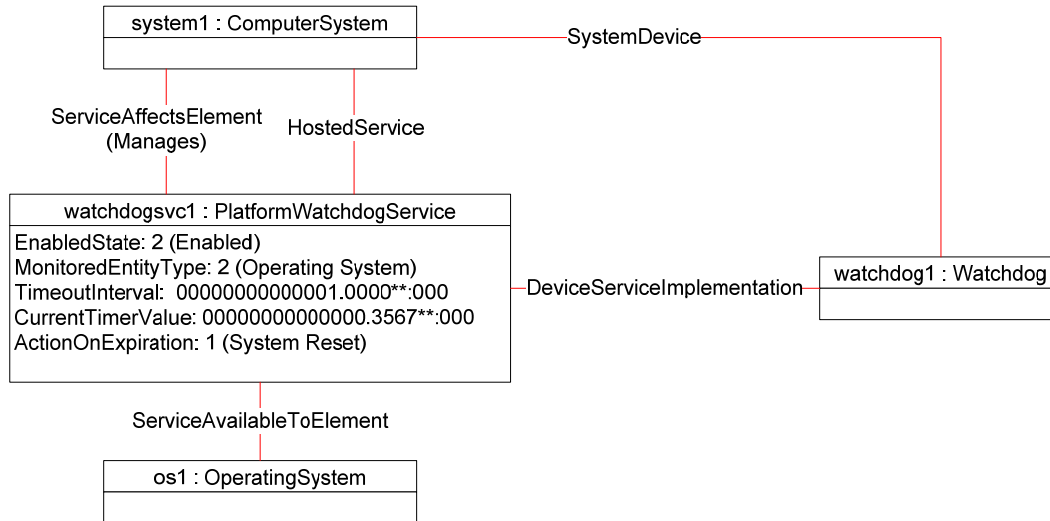 system1 : ComputerSystem
SystemDevice
ServiceAffectsElement
(Manages)
HostedService
watchdogsvc1 : PlatformWatchdogService
EnabledState: 2 (Enabled)
MonitoredEntityType: 2 (Operating System)
TimeoutInterval:  00000000000001.0000**:000
CurrentTimerValue: 00000000000000.3567**:000
ActionOnExpiration: 1 (System Reset)
DeviceServiceImplementation
watchdog1 : Watchdog
ServiceAvailableToElement
os1 : OperatingSystem